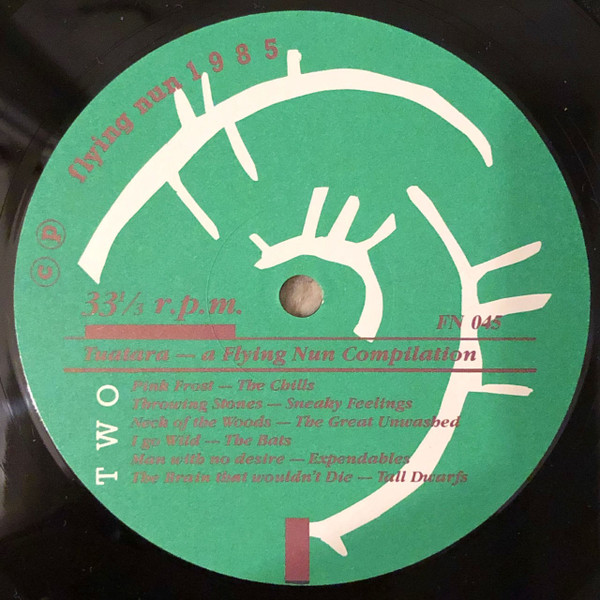 flying nun 1985
© ℗
33⅓ r.p.m.
FN 045
Tuatara — a Flying Nun Compilation
TWO
Pink Frost — The Chills
Throwing Stones — Sneaky Feelings
Neck of the Woods — The Great Unwashed
I go Wild — The Bats
Man with no desire — Expendables
The Brain that wouldn't Die — Tall Dwarfs